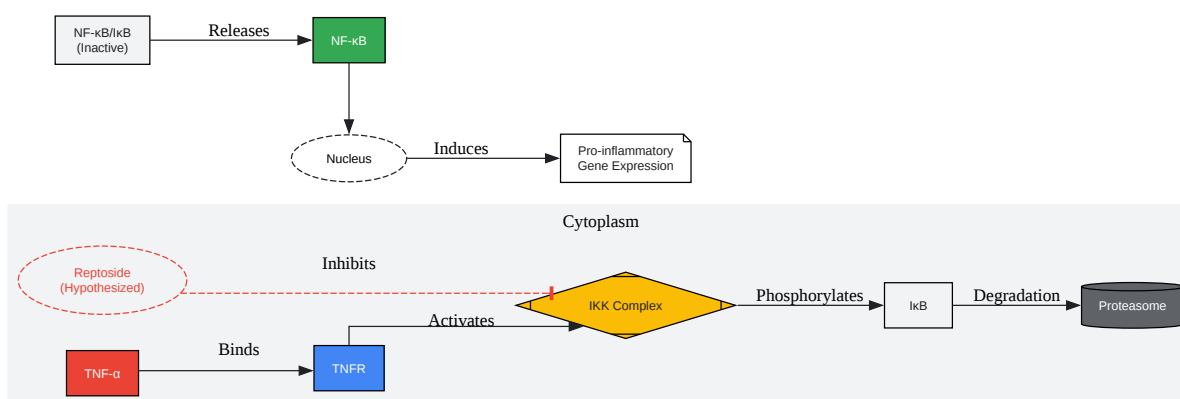 NF-κB/IκB
(Inactive)
Releases
NF-κB
Nucleus
Induces
Pro-inflammatory
Gene Expression
Cytoplasm
Reptoside
(Hypothesized)
Inhibits
IKK Complex
Phosphorylates
IκB
Degradation
Proteasome
Activates
TNF-α
Binds
TNFR